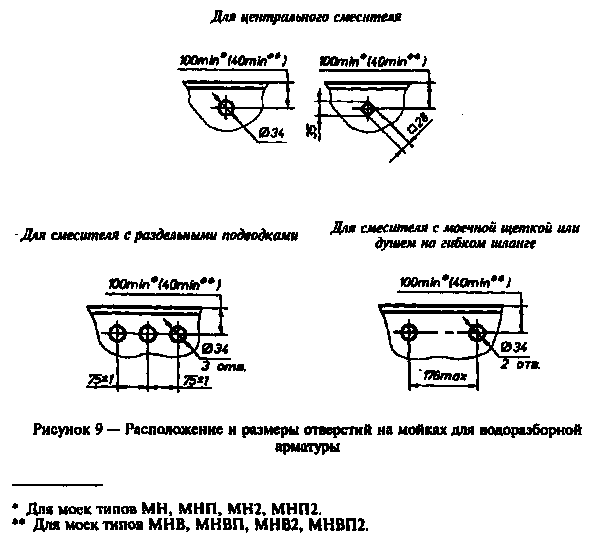 Для центрального смесителя
100min*(40min**) 100min*(40min**)
Ø34
35
□28
Для смесителя с раздельными подводками
Для смесителя с моечной щеткой или
душем на гибком шланге
100min*(40min**) 100min*(40min**)
Ø34
3 отв.
75±1 75±1
Ø34
2 отв.
178max
Рисунок 9 — Расположение и размеры отверстий на мойках для водоразборной
арматуры
* Для моек типов МН, МНП, МН2, МНП2.
** Для моек типов МНВ, МНВП, МНВ2, МНВП2.